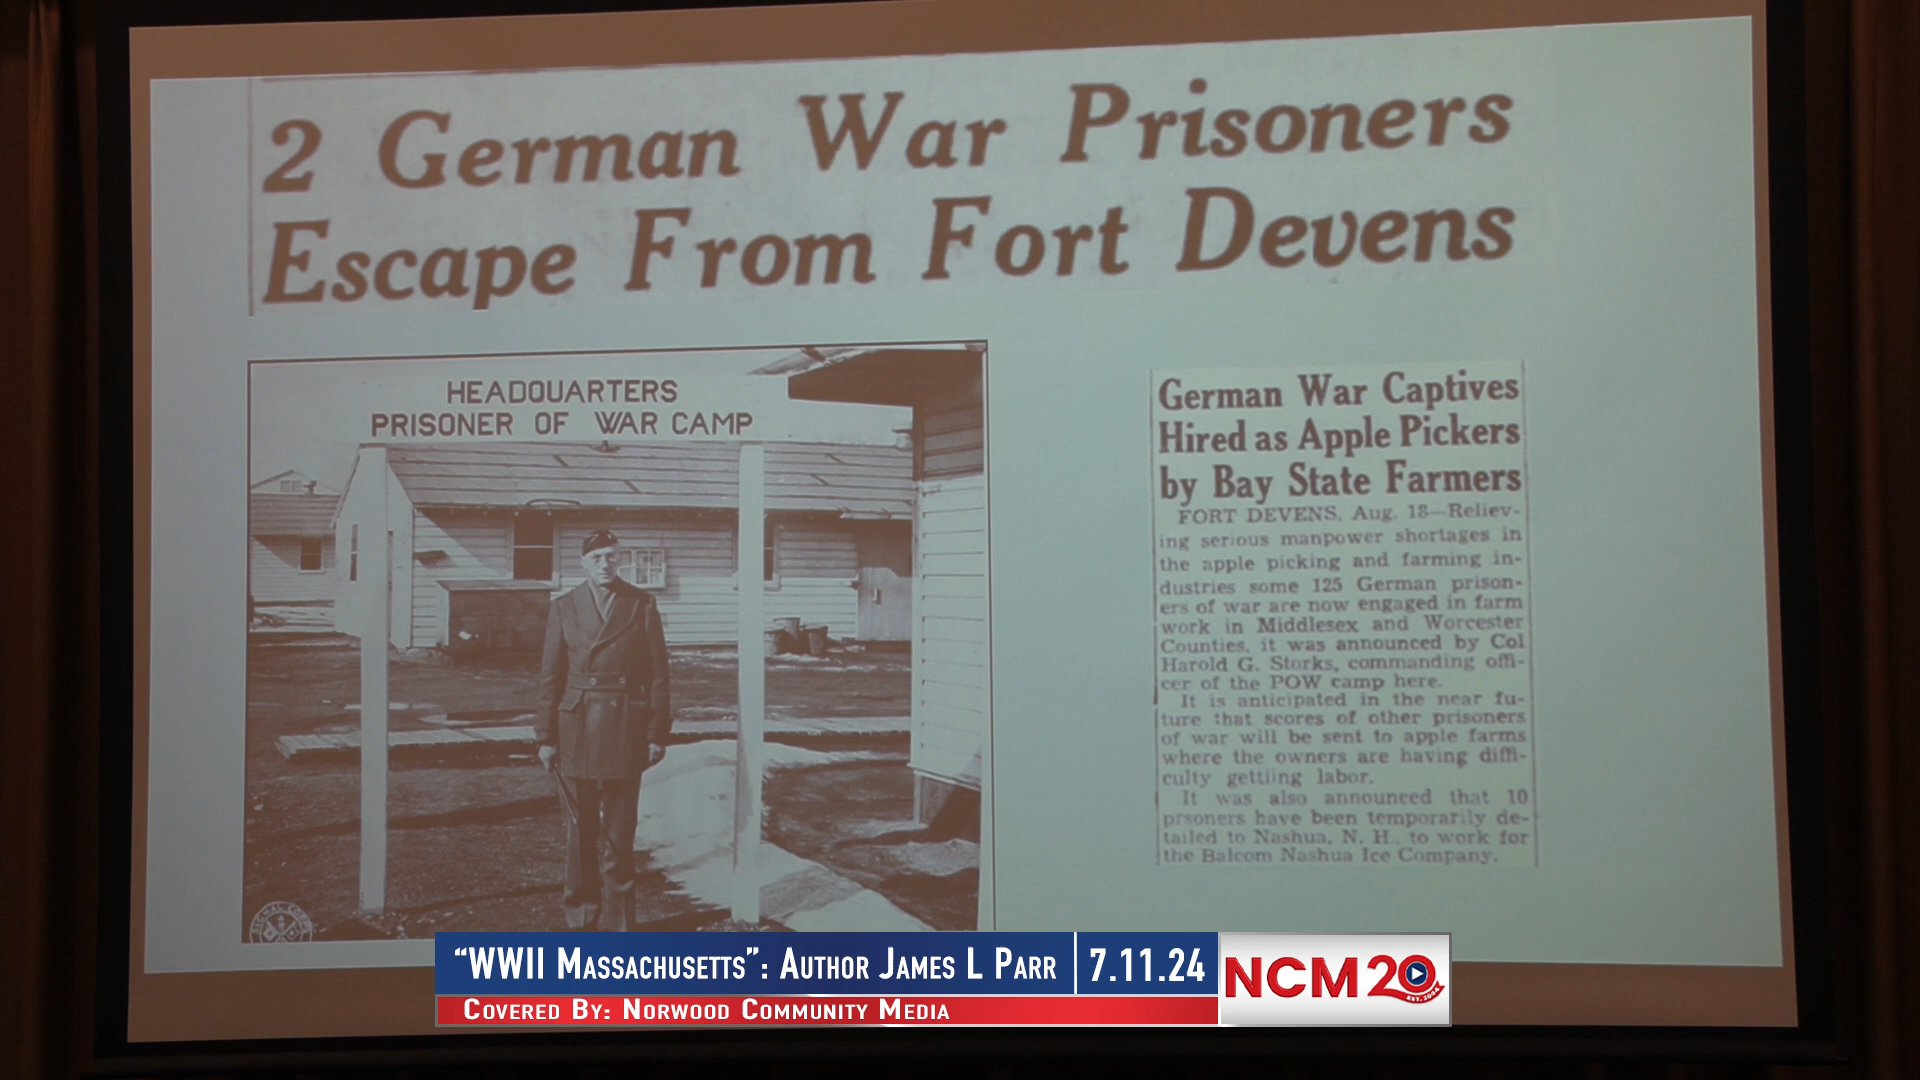 2 German War Prisoners
Escape From Fort Devens
HEADQUARTERS
PRISONER OF WAR CAMP
SIGNAL CORPS
German War Captives
Hired as Apple Pickers
by Bay State Farmers
FORT DEVENS, Aug. 18—Reliev-
ing serious manpower shortages in
the apple picking and farming in-
dustries some 125 German prison-
ers of war are now engaged in farm
work in Middlesex and Worcester
Counties, it was announced by Col
Harold G. Storks, commanding offi-
cer of the POW camp here.
It is anticipated in the near fu-
ture that scores of other prisoners
of war will be sent to apple farms
where the owners are having diffi-
culty gettiing labor.
It was also announced that 10
prsoners have been temporarily de-
tailed to Nashua, N. H., to work for
the Balcom Nashua Ice Company.
“WWII Massachusetts”: Author James L Parr
7.11.24
Covered By: Norwood Community Media
NCM 20
EST. 2004